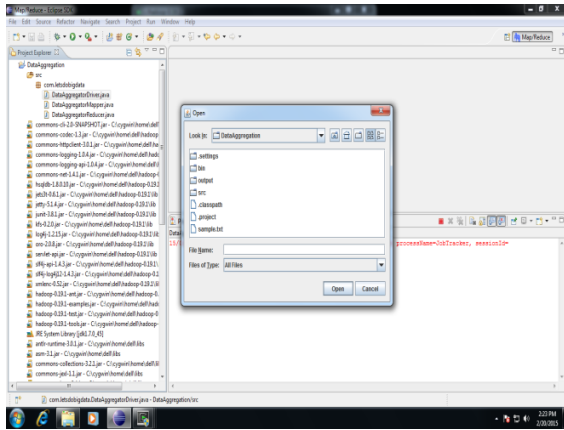 Map/Reduce - Eclipse SDK
File Edit Source Refactor Navigate Search Project Run Window Help
Map/Reduce
Project Explorer
DataAggregation
src
com.letsdobigdata
DataAggregatorDriver.java
DataAggregatorMapper.java
DataAggregatorReducer.java
commons-cli-2.0-SNAPSHOT.jar - C:\cygwin\home\dell
commons-codec-1.3.jar - C:\cygwin\home\dell\hadoop
commons-httpclient-3.0.1.jar - C:\cygwin\home\dell\ha
commons-logging-1.0.4.jar - C:\cygwin\home\dell\hado
commons-logging-api-1.0.4.jar - C:\cygwin\home\dell\
commons-net-1.4.1.jar - C:\cygwin\home\dell\hadoop-
hsqldb-1.8.0.10.jar - C:\cygwin\home\dell\hadoop-0.19.1
jets3t-0.6.1.jar - C:\cygwin\home\dell\hadoop-0.19.1\lib
jetty-5.1.4.jar - C:\cygwin\home\dell\hadoop-0.19.1\lib
junit-3.8.1.jar - C:\cygwin\home\dell\hadoop-0.19.1\lib
kfs-0.2.0.jar - C:\cygwin\home\dell\hadoop-0.19.1\lib
log4j-1.2.15.jar - C:\cygwin\home\dell\hadoop-0.19.1\lib
oro-2.0.8.jar - C:\cygwin\home\dell\hadoop-0.19.1\lib
servlet-api.jar - C:\cygwin\home\dell\hadoop-0.19.1\lib
slf4j-api-1.4.3.jar - C:\cygwin\home\dell\hadoop-0.19.1\
slf4j-log4j12-1.4.3.jar - C:\cygwin\home\dell\hadoop-0.1
xmlenc-0.52.jar - C:\cygwin\home\dell\hadoop-0.19.1\
hadoop-0.19.1-ant.jar - C:\cygwin\home\dell\hadoop-0.
hadoop-0.19.1-examples.jar - C:\cygwin\home\dell\had
hadoop-0.19.1-test.jar - C:\cygwin\home\dell\hadoop-0
hadoop-0.19.1-tools.jar - C:\cygwin\home\dell\hadoop-
JRE System Library [jdk1.7.0_45]
antlr-runtime-3.0.1.jar - C:\cygwin\home\dell\libs
asm-3.1.jar - C:\cygwin\home\dell\libs
commons-collections-3.2.1.jar - C:\cygwin\home\dell\li
commons-jexl-1.1.jar - C:\cygwin\home\dell\libs
Open
Look In: DataAggregation
.settings
bin
output
src
.classpath
.project
sample.txt
File Name:
Files of Type: All Files
Open Cancel
processName=JobTracker, sessionId=
com.letsdobigdata.DataAggregatorDriver.java - DataAggregation/src
2:23 PM
2/20/2015